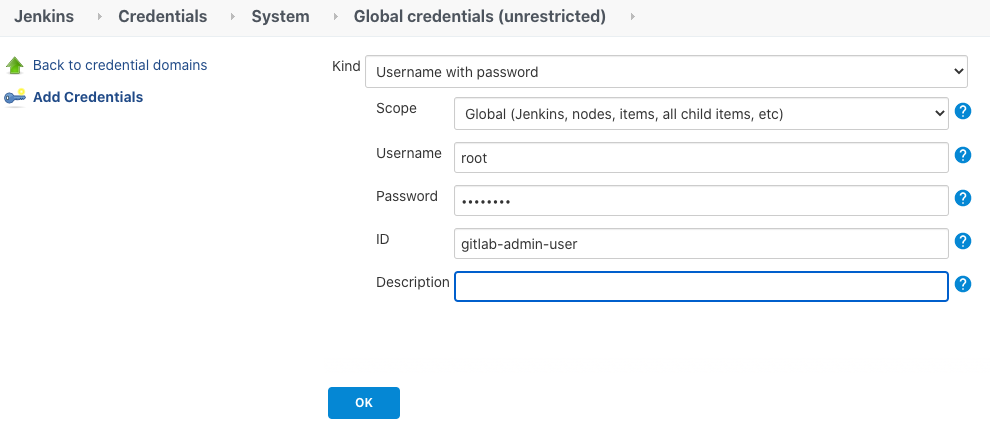 Jenkins Credentials System Global credentials (unrestricted)
Back to credential domains
Add Credentials
Kind Username with password
Scope Global (Jenkins, nodes, items, all child items, etc) ?
Username root ?
Password •••••••• ?
ID gitlab-admin-user ?
Description ?
OK